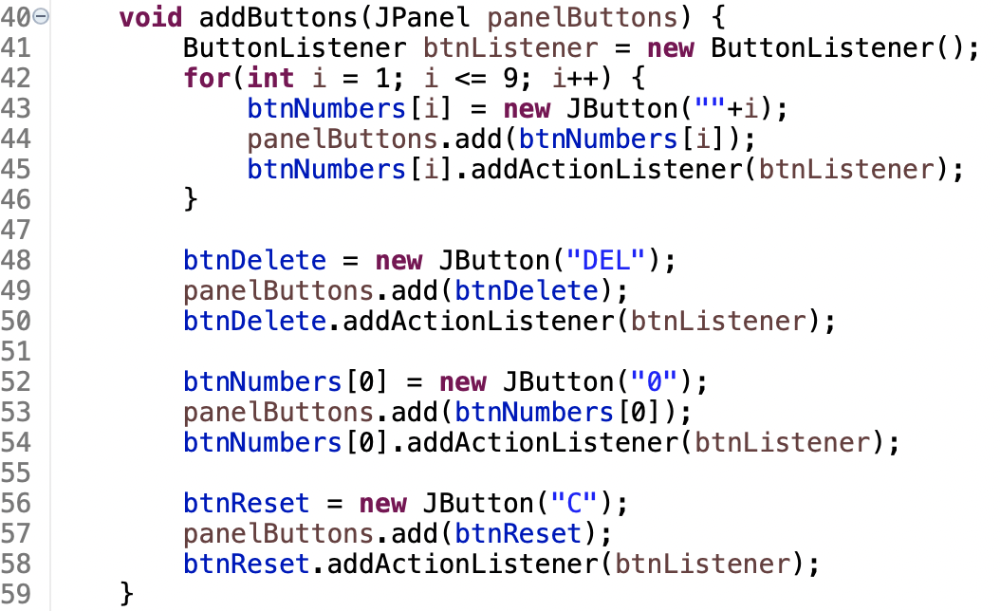 40 void addButtons(JPanel panelButtons) {
41 ButtonListener btnListener = new ButtonListener();
42 for(int i = 1; i <= 9; i++) {
43 btnNumbers[i] = new JButton(""+i);
44 panelButtons.add(btnNumbers[i]);
45 btnNumbers[i].addActionListener(btnListener);
46 }
47
48 btnDelete = new JButton("DEL");
49 panelButtons.add(btnDelete);
50 btnDelete.addActionListener(btnListener);
51
52 btnNumbers[0] = new JButton("0");
53 panelButtons.add(btnNumbers[0]);
54 btnNumbers[0].addActionListener(btnListener);
55
56 btnReset = new JButton("C");
57 panelButtons.add(btnReset);
58 btnReset.addActionListener(btnListener);
59 }